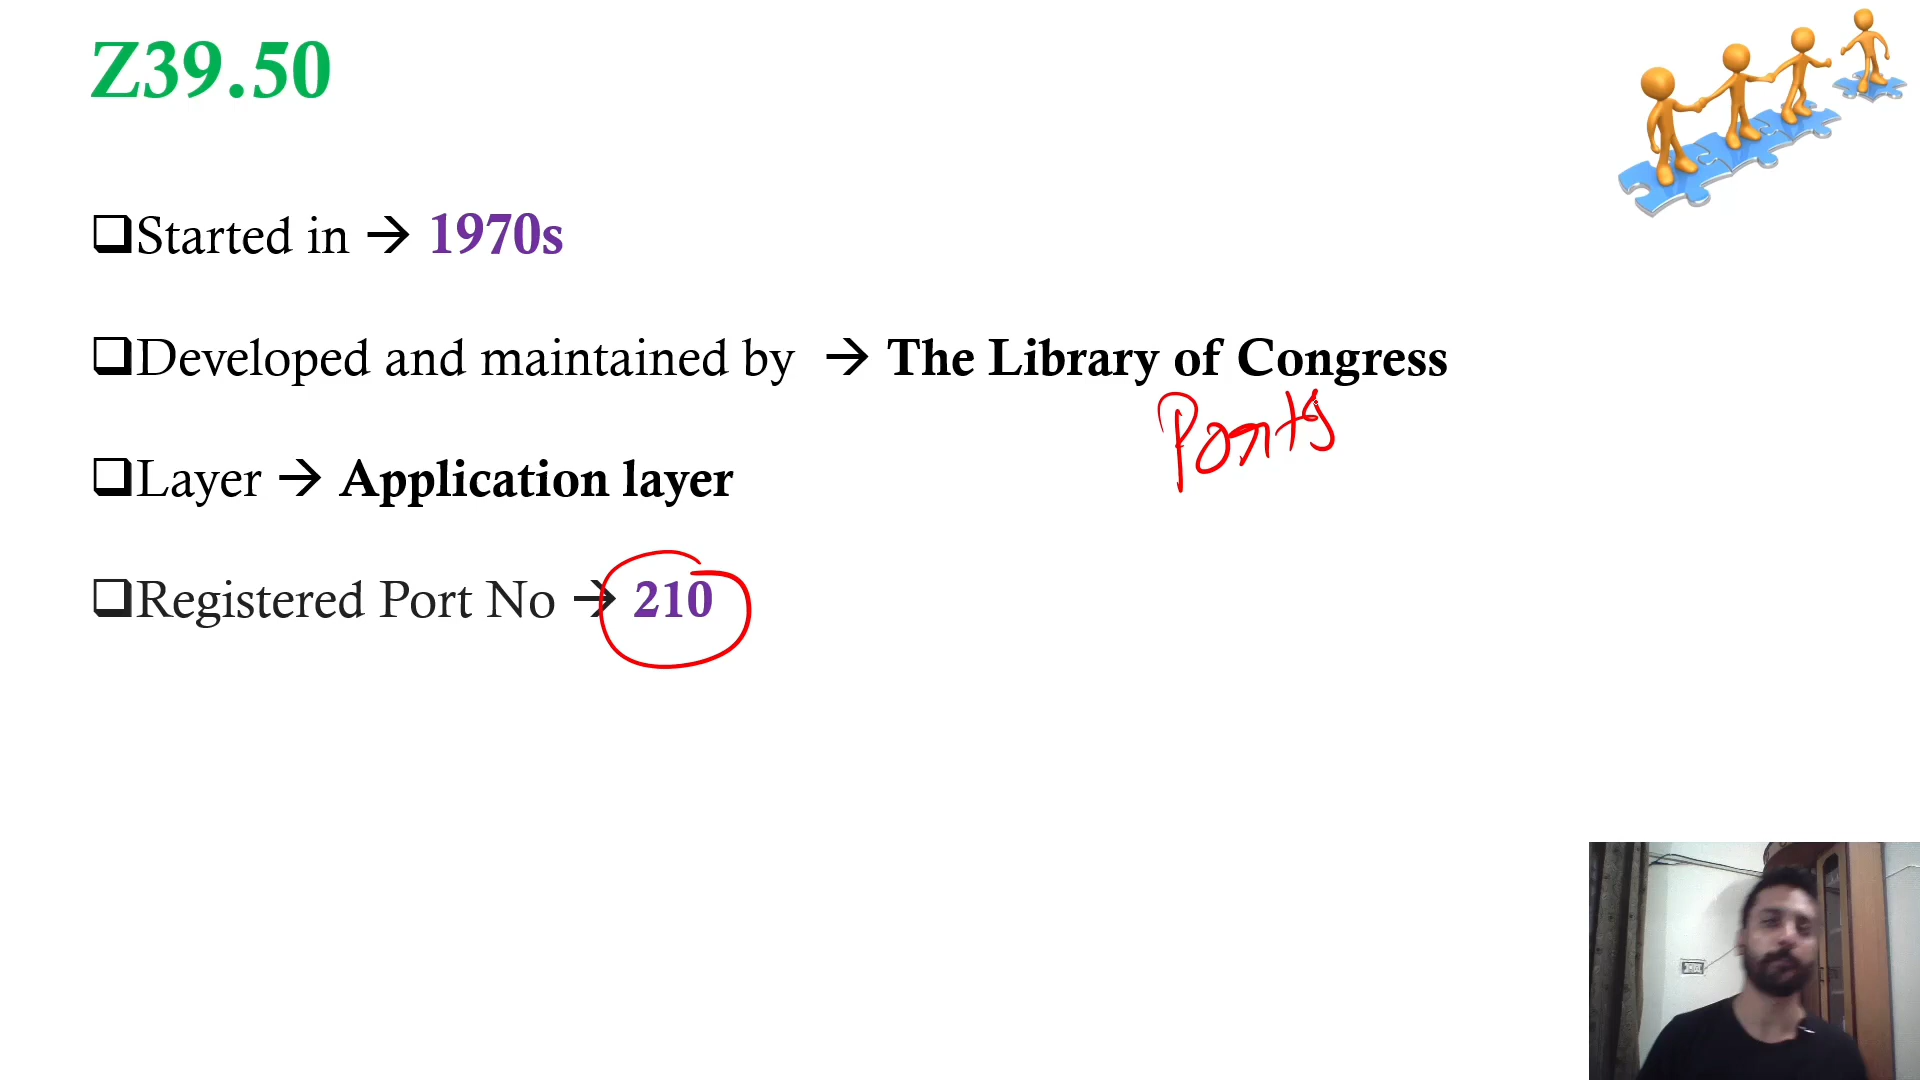 Z39.50
❑Started in → 1970s
❑Developed and maintained by → The Library of Congress
Ports
❑Layer → Application layer
❑Registered Port No → 210